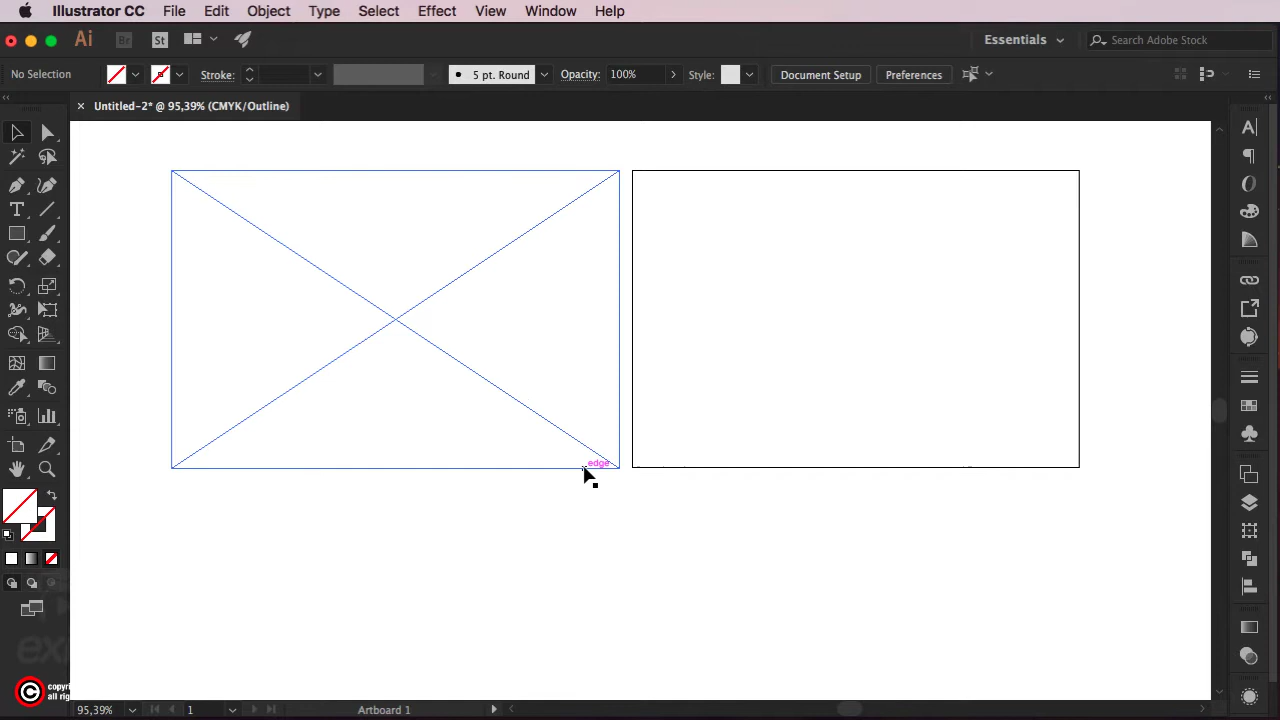 Illustrator CC File Edit Object Type Select Effect View Window Help
Ai Br St Essentials Search Adobe Stock
No Selection Stroke: 5 pt. Round Opacity: 100% Style: Document Setup Preferences
× Untitled-2* @ 95,39% (CMYK/Outline)
edge
95,39% 1 Artboard 1